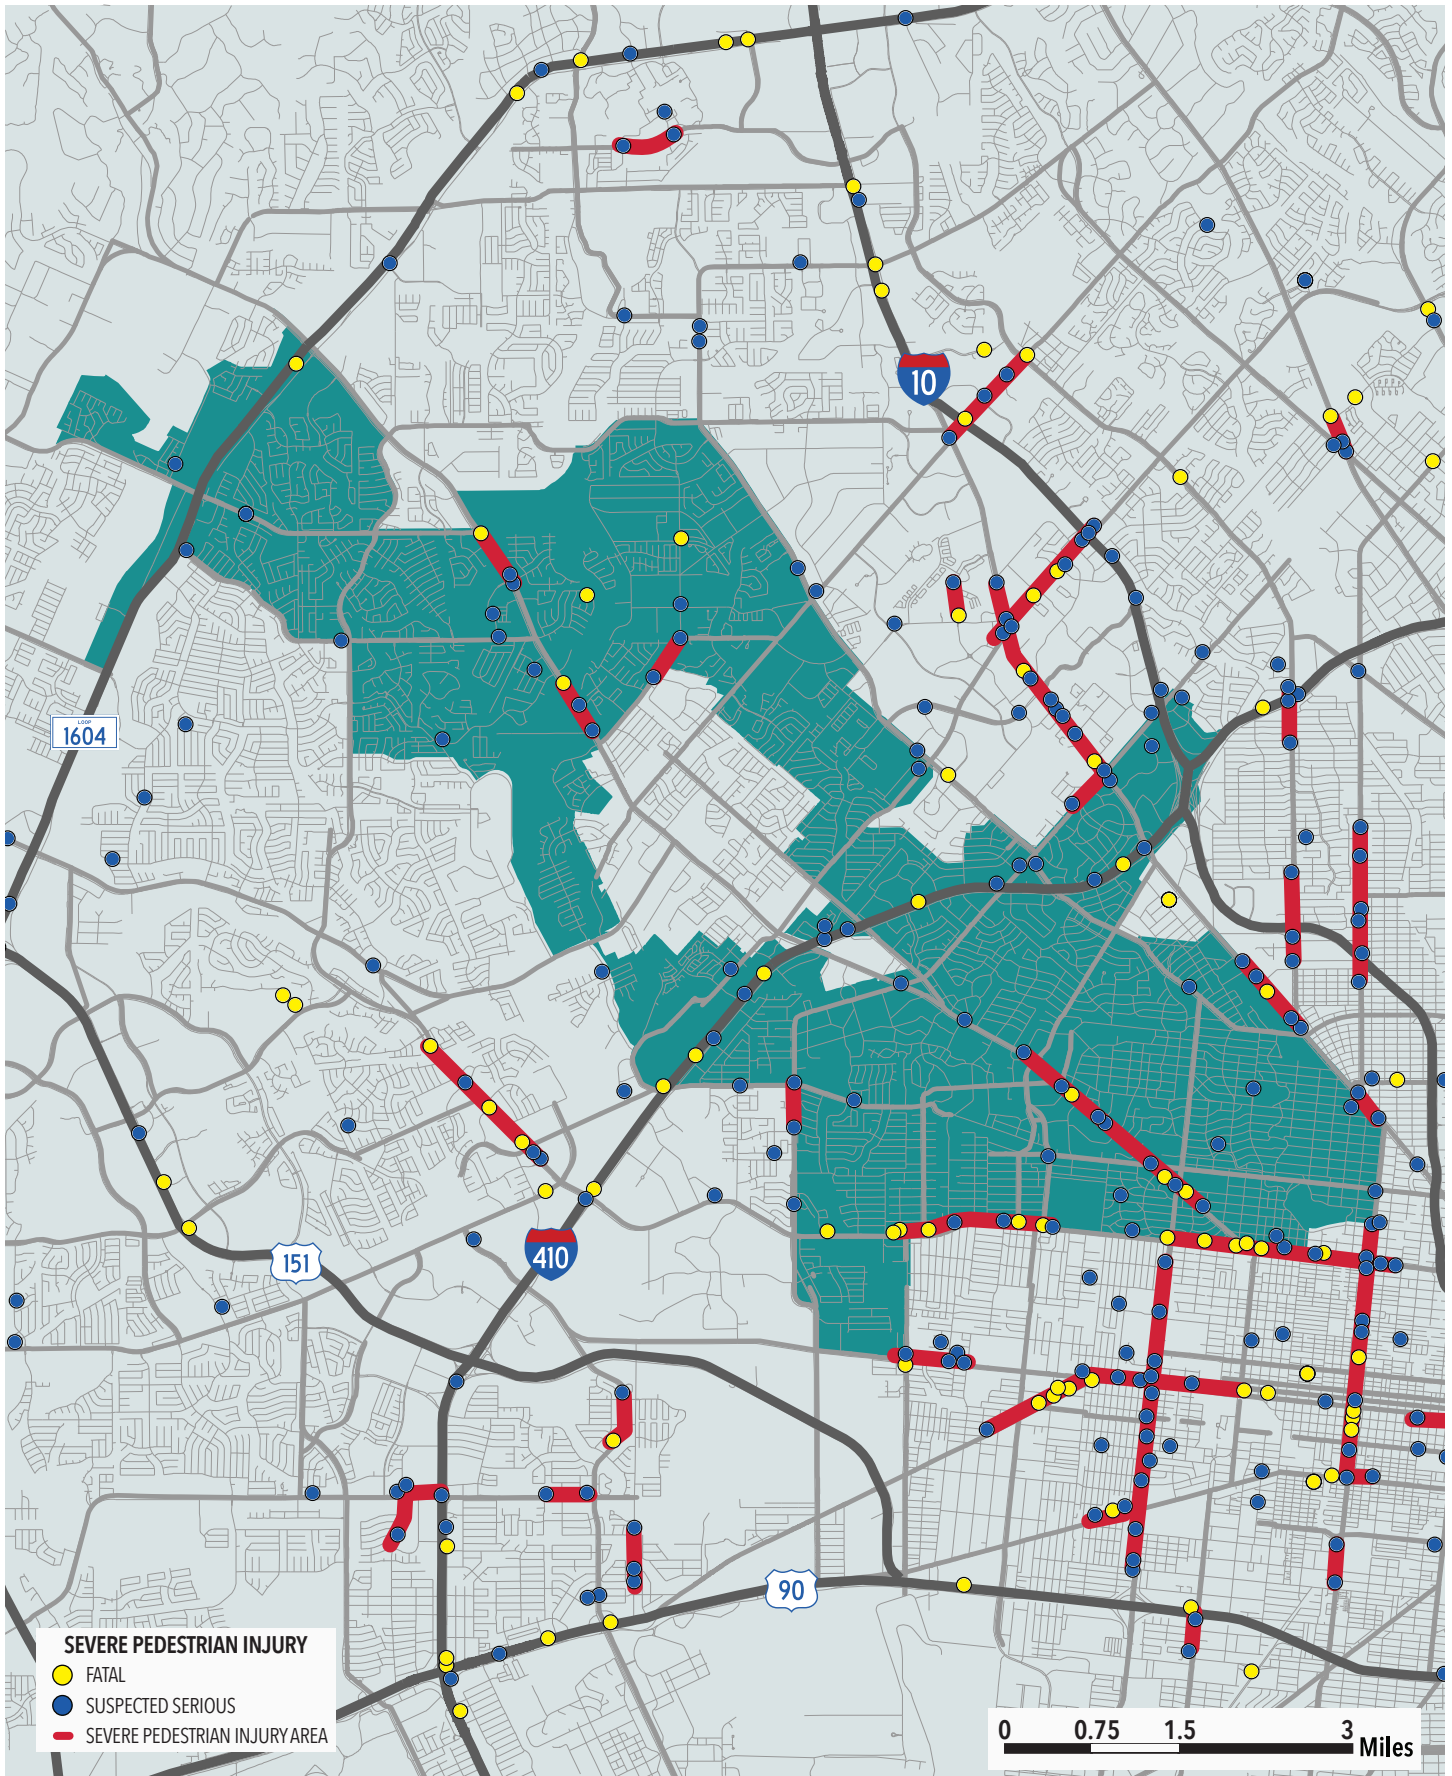 10
LOOP
1604
410
151
90
SEVERE PEDESTRIAN INJURY
FATAL
SUSPECTED SERIOUS
SEVERE PEDESTRIAN INJURY AREA
0 0.75 1.5 3
Miles